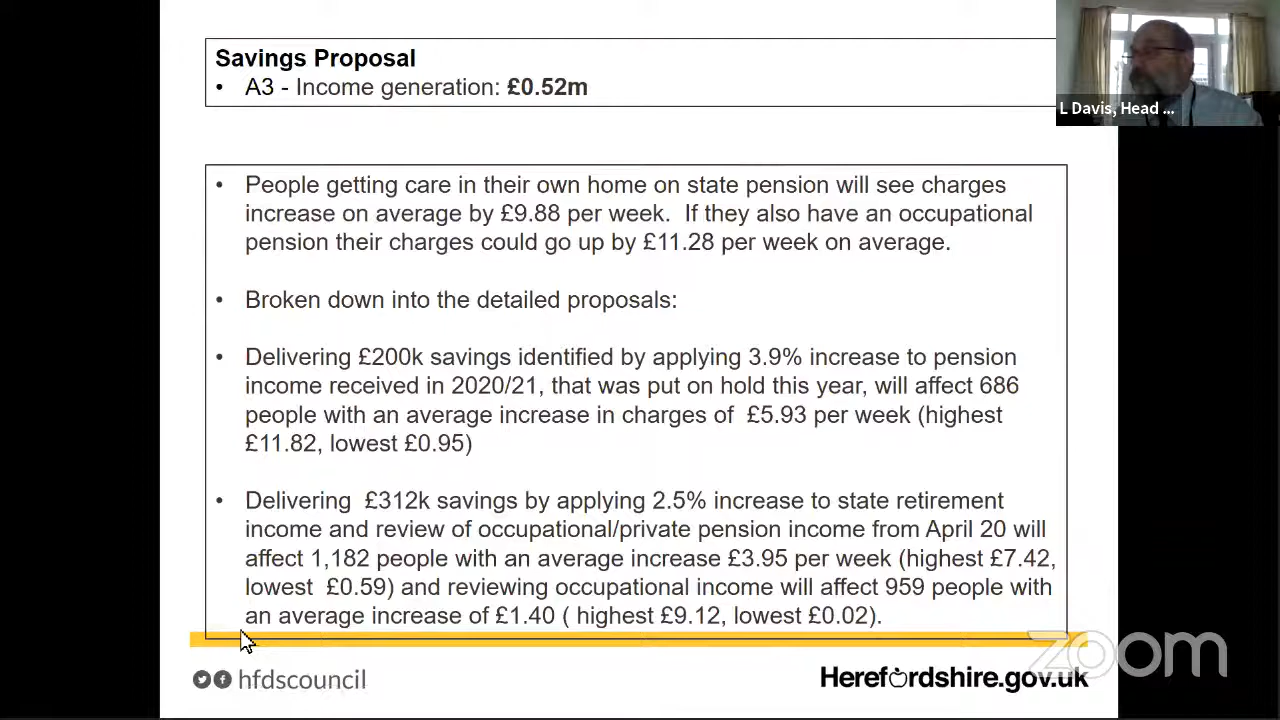 Savings Proposal
• A3 - Income generation: £0.52m
L Davis, Head ...
• People getting care in their own home on state pension will see charges
increase on average by £9.88 per week.  If they also have an occupational
pension their charges could go up by £11.28 per week on average.
• Broken down into the detailed proposals:
• Delivering £200k savings identified by applying 3.9% increase to pension
income received in 2020/21, that was put on hold this year, will affect 686
people with an average increase in charges of  £5.93 per week (highest
£11.82, lowest £0.95)
• Delivering  £312k savings by applying 2.5% increase to state retirement
income and review of occupational/private pension income from April 20 will
affect 1,182 people with an average increase £3.95 per week (highest £7.42,
lowest  £0.59) and reviewing occupational income will affect 959 people with
an average increase of £1.40 ( highest £9.12, lowest £0.02).
zoom
hfdscouncil
Herefordshire.gov.uk